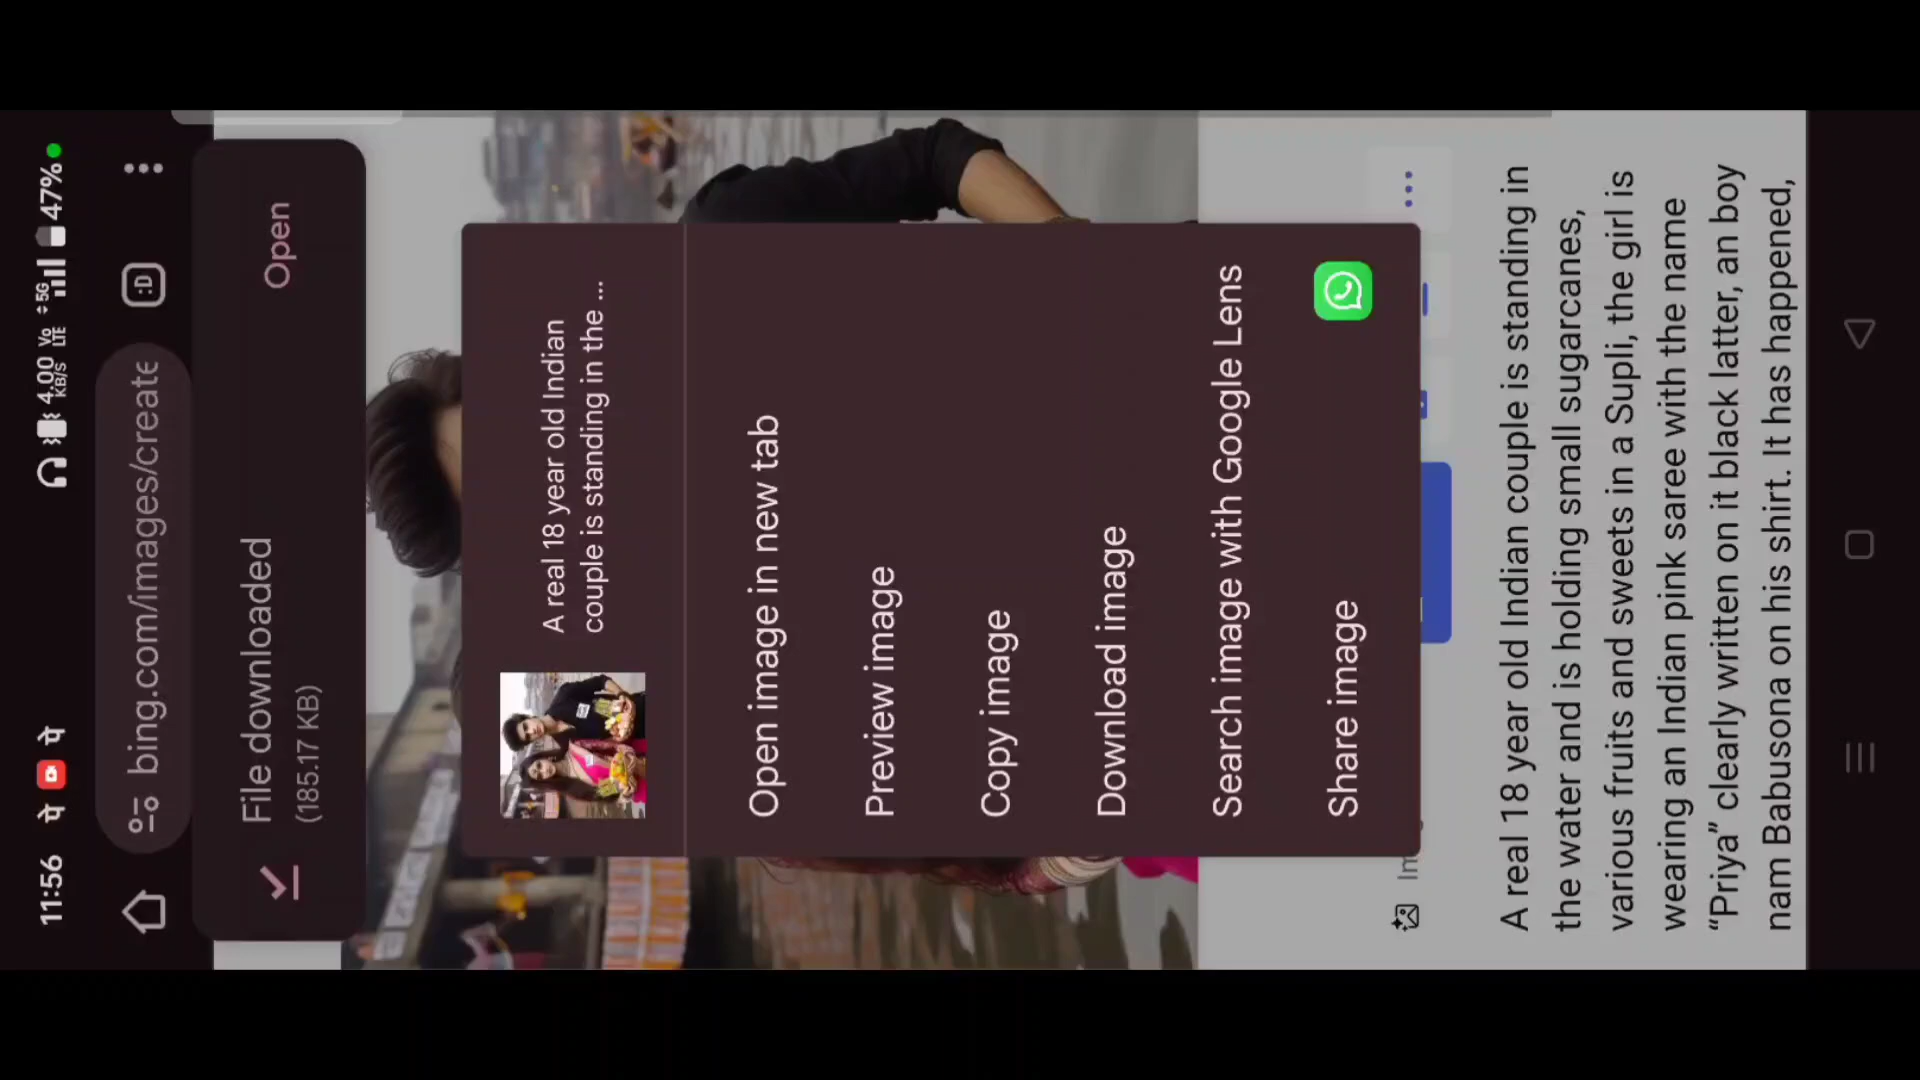 11:56 पे पे 4.00 KB/S Vo LTE 5G 47%
bing.com/images/create :D
File downloaded
(185.17 KB)
Open
A real 18 year old Indian
couple is standing in the ...
Open image in new tab
Preview image
Copy image
Download image
Search image with Google Lens
Share image
Im
A real 18 year old Indian couple is standing in
the water and is holding small sugarcanes,
various fruits and sweets in a Supli, the girl is
wearing an Indian pink saree with the name
“Priya” clearly written on it black latter, an boy
nam Babusona on his shirt. It has happened,